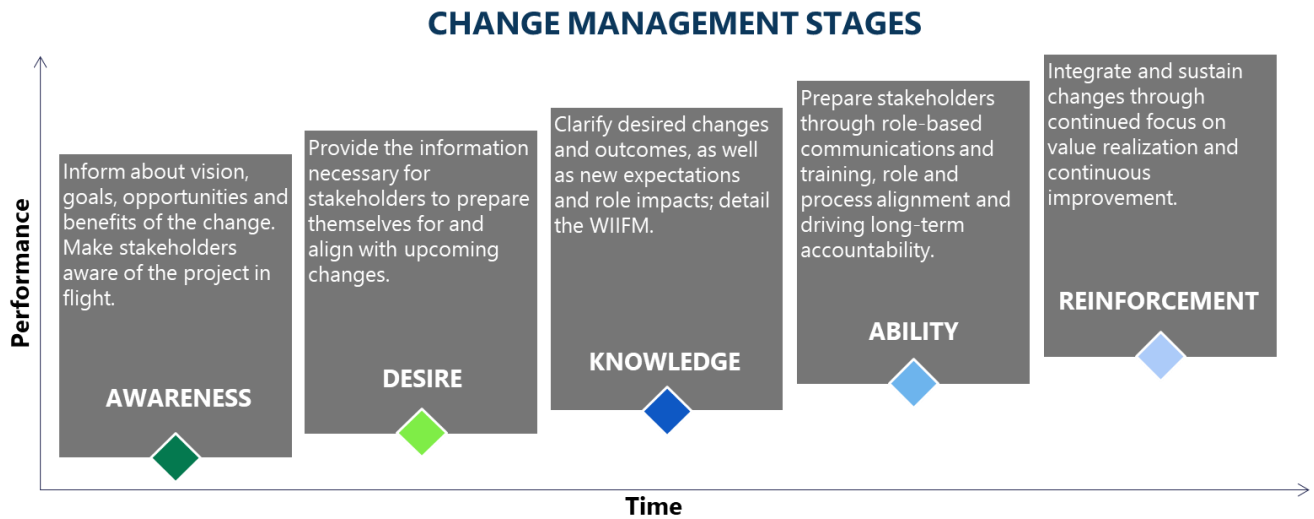 CHANGE MANAGEMENT STAGES
Performance
Inform about vision,
goals, opportunities and
benefits of the change.
Make stakeholders
aware of the project in
flight.
AWARENESS
Provide the information
necessary for
stakeholders to prepare
themselves for and
align with upcoming
changes.
DESIRE
Clarify desired changes
and outcomes, as well
as new expectations
and role impacts; detail
the WIIFM.
KNOWLEDGE
Prepare stakeholders
through role-based
communications and
training, role and
process alignment and
driving long-term
accountability.
ABILITY
Integrate and sustain
changes through
continued focus on
value realization and
continuous
improvement.
REINFORCEMENT
Time